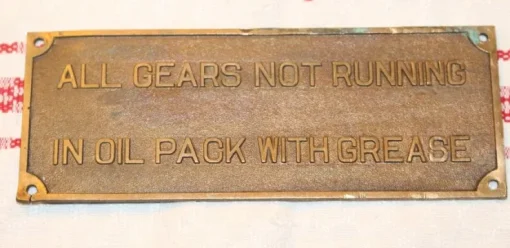 ALL GEARS NOT RUNNING
IN OIL PACK WITH GREASE